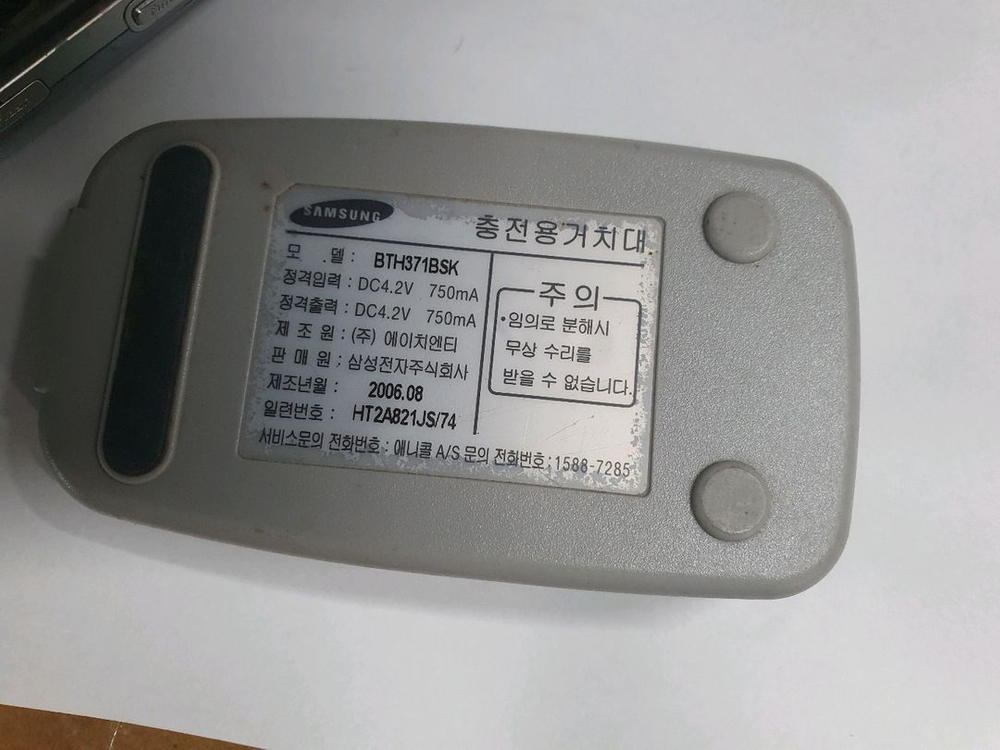 SAMSUNG
충전용거치대
모 델 : BTH371BSK
정격입력 : DC4.2V 750mA
정격출력 : DC4.2V 750mA
제 조 원 : (주) 에이치엔티
판 매 원 : 삼성전자주식회사
제조년월 : 2006.08
일련번호 : HT2A821JS/74
주 의
•임의로 분해시
무상 수리를
받을 수 없습니다.
서비스문의 전화번호 : 애니콜 A/S 문의 전화번호 : 1588-7285